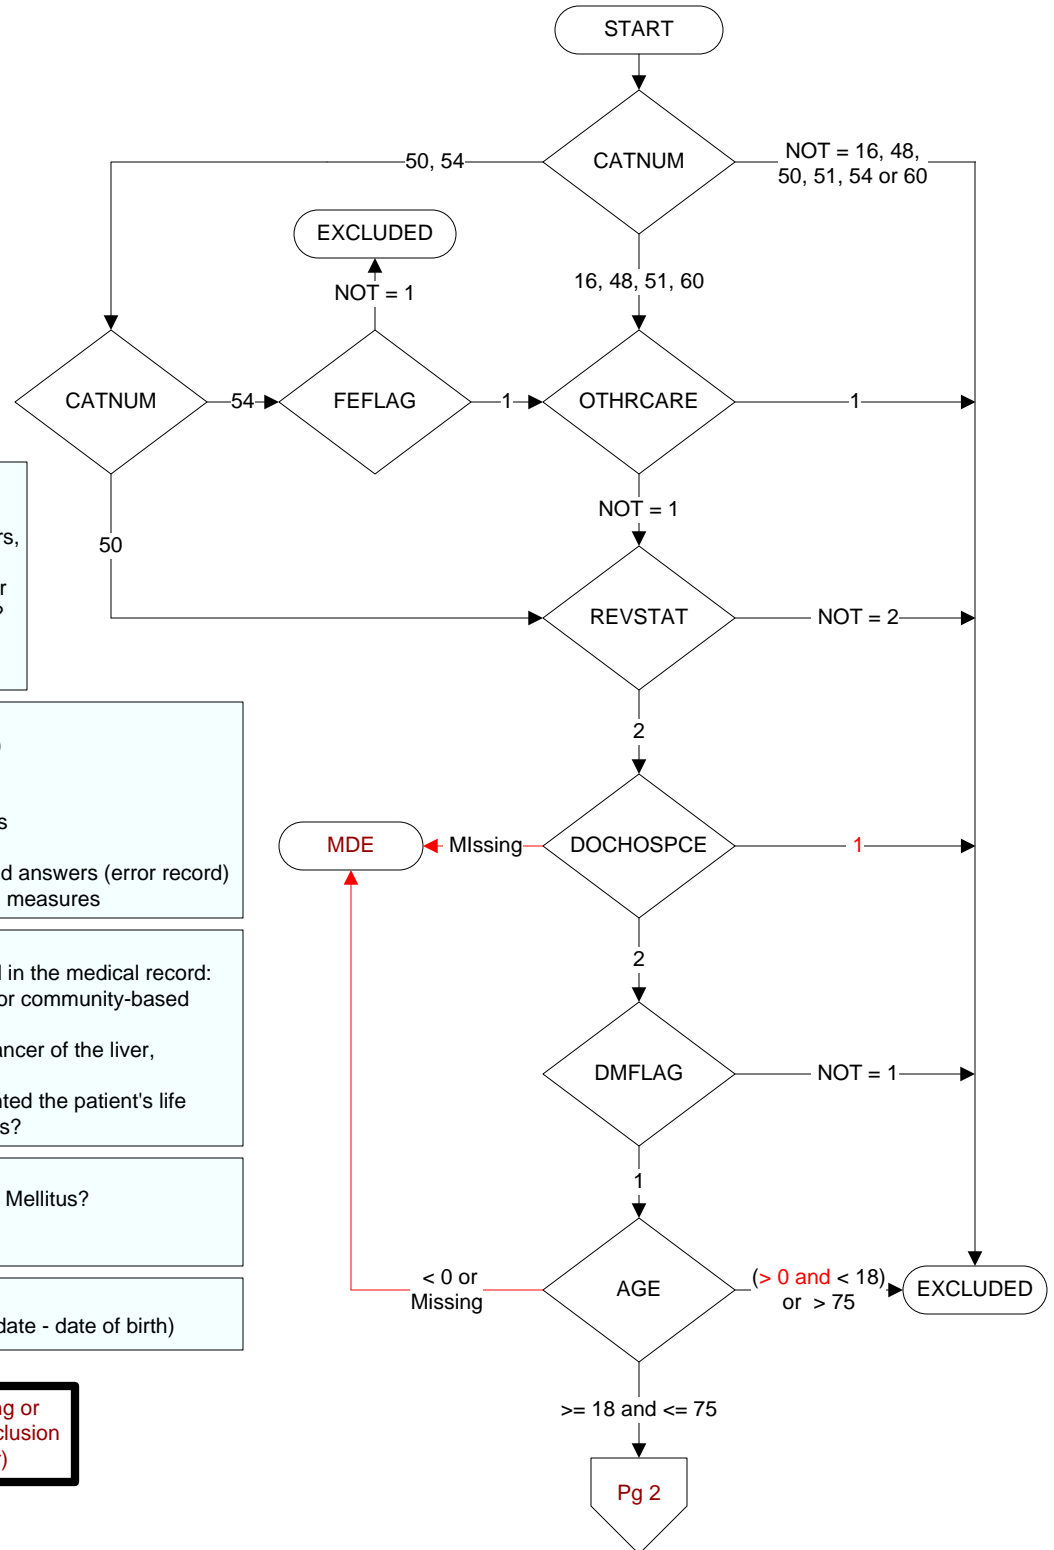 START
CATNUM
50, 54
NOT = 16, 48,
50, 51, 54 or 60
EXCLUDED
16, 48, 51, 60
NOT = 1
CATNUM
54
FEFLAG
1
OTHRCARE
1
NOT = 1
50
REVSTAT
NOT = 2
2
MDE
MIssing
DOCHOSPCE
1
2
DMFLAG
NOT = 1
1
< 0 or
Missing
AGE
(> 0 and < 18)
or > 75
EXCLUDED
>= 18 and <= 75
Pg 2
rs,
r
?
)
s
d answers (error record)
measures
l in the medical record:
or community-based
ancer of the liver,
nted the patient's life
s?
Mellitus?
date - date of birth)
ng or
clusion
)